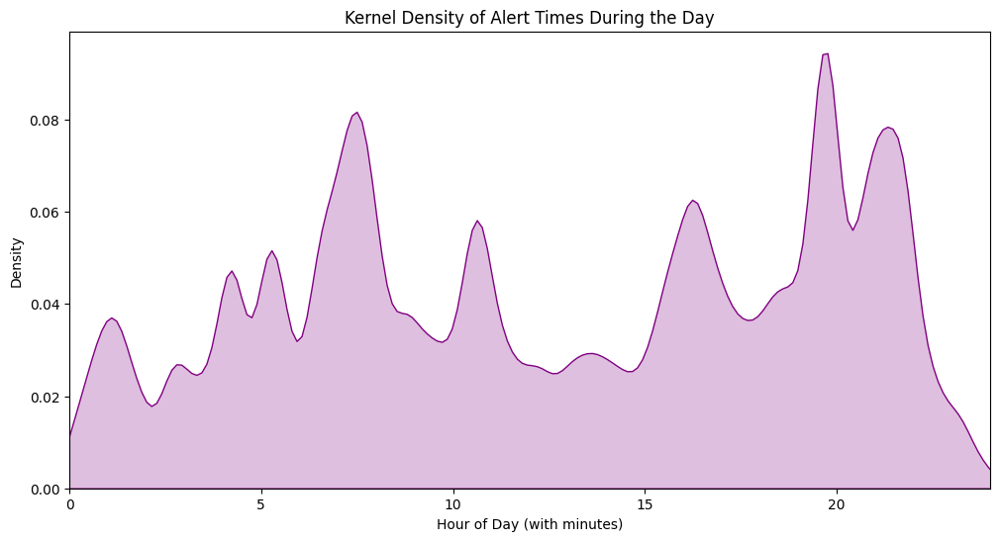 Kernel Density of Alert Times During the Day
Density
0.08
0.06
0.04
0.02
0.00
0 5 10 15 20
Hour of Day (with minutes)